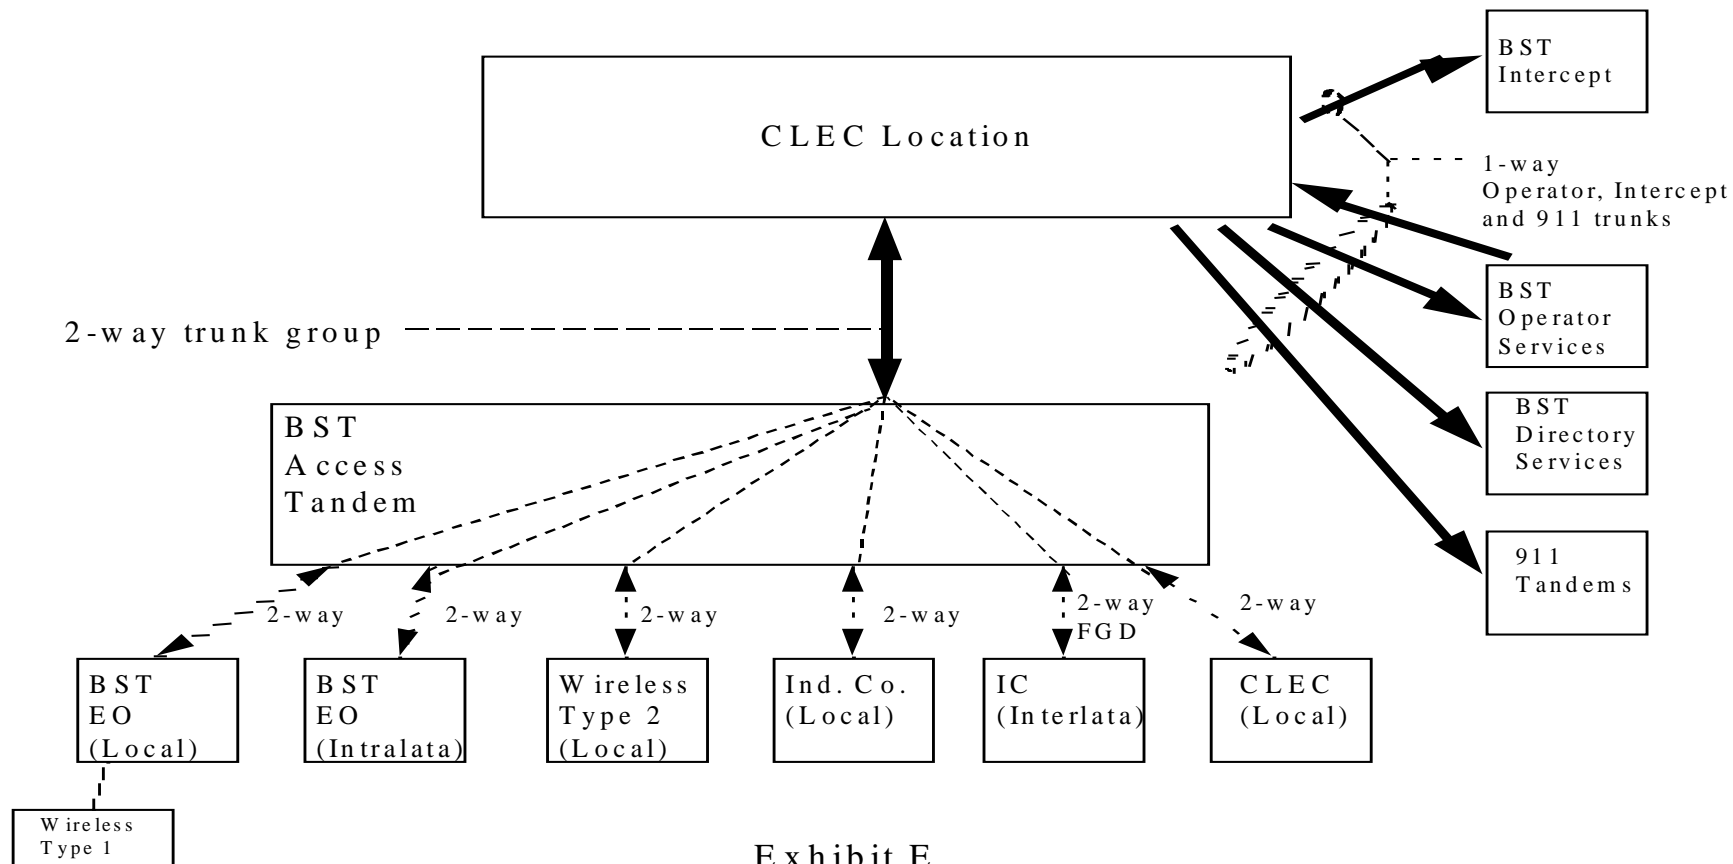 BST
Intercept
CLEC Location
1-way
Operator, Intercept
and 911 trunks
BST
Operator
Services
2-way trunk group
BST
Directory
Services
BST
Access
Tandem
911
Tandems
2-way
2-way
2-way
2-way
2-way
FGD
2-way
BST
EO
(Local)
BST
EO
(Intralata)
Wireless
Type 2
(Local)
Ind. Co.
(Local)
IC
(Interlata)
CLEC
(Local)
Wireless
Type 1
Exhibit E